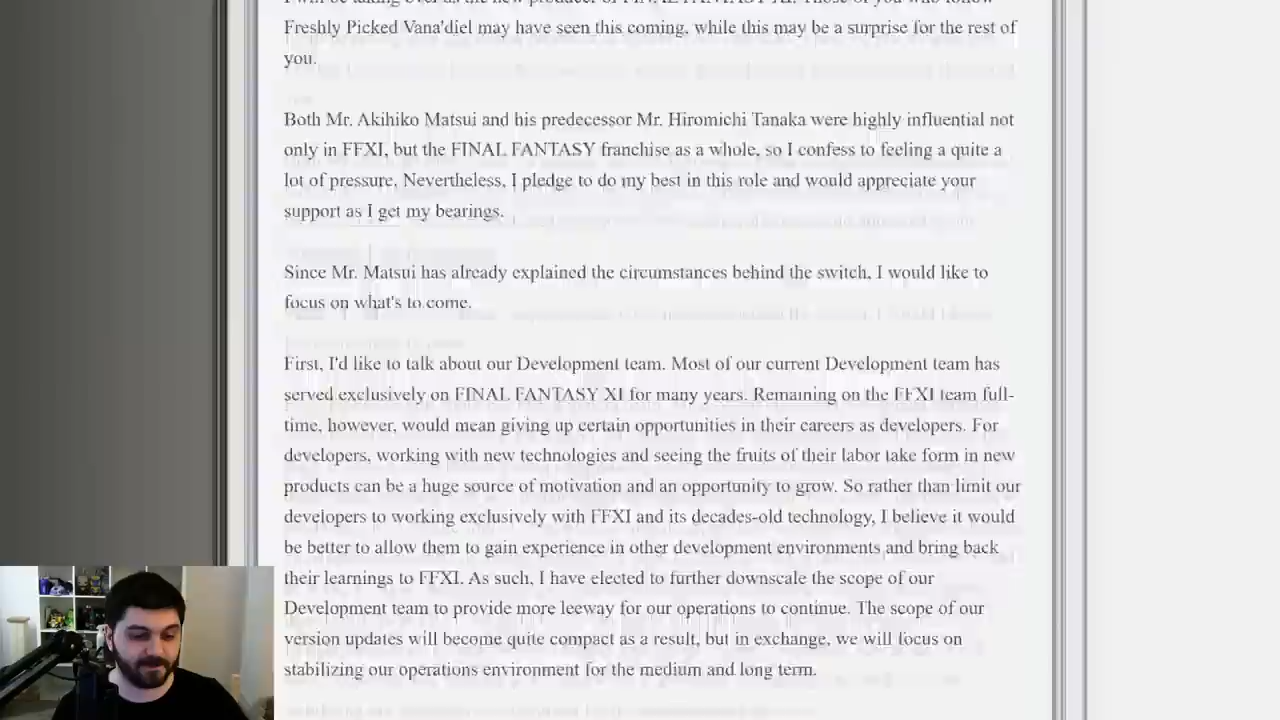 Freshly Picked Vana'diel may have seen this coming, while this may be a surprise for the rest of
you.
Both Mr. Akihiko Matsui and his predecessor Mr. Hiromichi Tanaka were highly influential not
only in FFXI, but the FINAL FANTASY franchise as a whole, so I confess to feeling a quite a
lot of pressure. Nevertheless, I pledge to do my best in this role and would appreciate your
support as I get my bearings.
Since Mr. Matsui has already explained the circumstances behind the switch, I would like to
focus on what's to come.
First, I'd like to talk about our Development team. Most of our current Development team has
served exclusively on FINAL FANTASY XI for many years. Remaining on the FFXI team full-
time, however, would mean giving up certain opportunities in their careers as developers. For
developers, working with new technologies and seeing the fruits of their labor take form in new
products can be a huge source of motivation and an opportunity to grow. So rather than limit our
developers to working exclusively with FFXI and its decades-old technology, I believe it would
be better to allow them to gain experience in other development environments and bring back
their learnings to FFXI. As such, I have elected to further downscale the scope of our
Development team to provide more leeway for our operations to continue. The scope of our
version updates will become quite compact as a result, but in exchange, we will focus on
stabilizing our operations environment for the medium and long term.